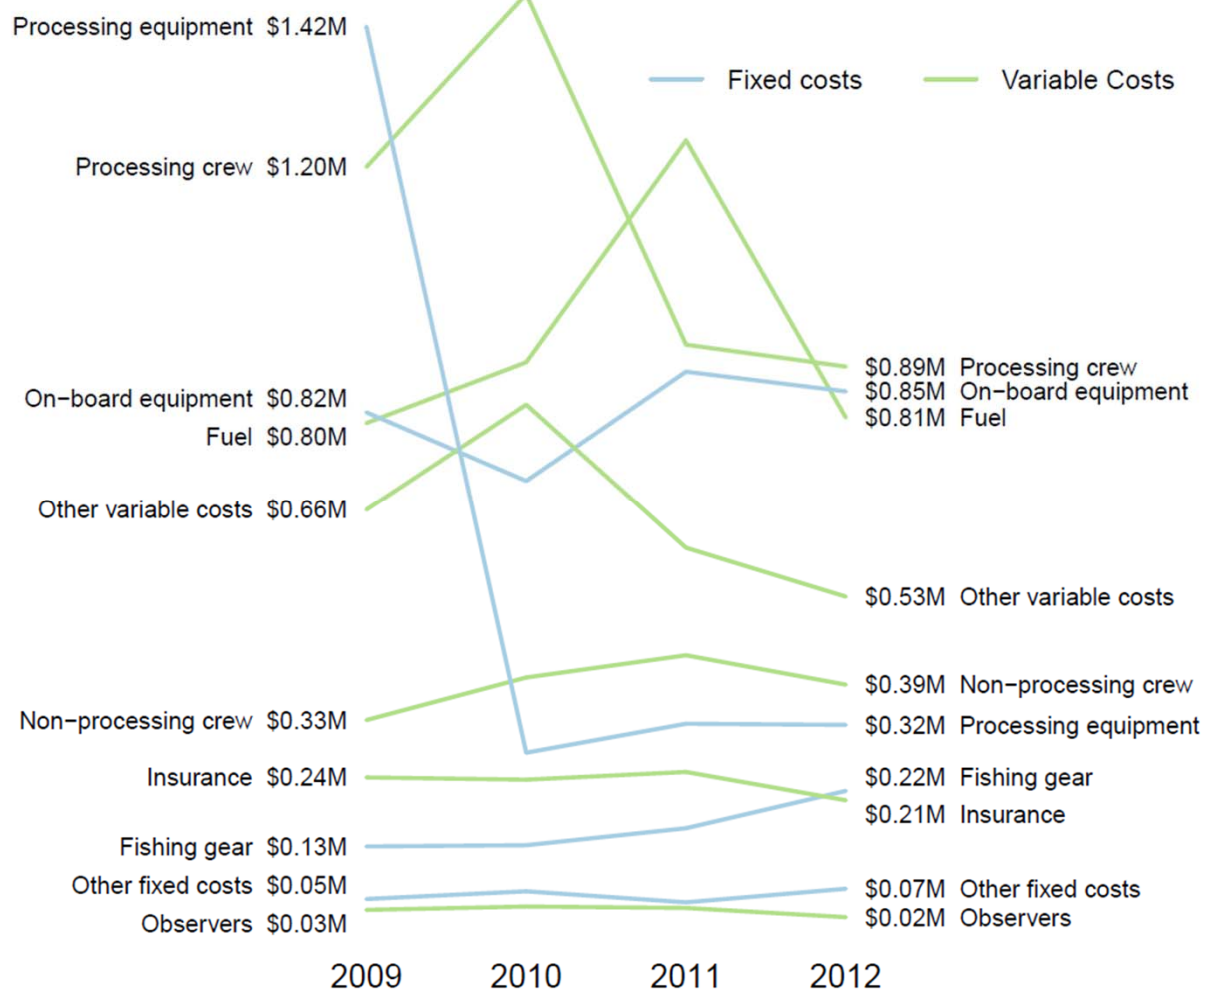 Processing equipment $1.42M
Fixed costs
Variable Costs
Processing crew $1.20M
$0.89M Processing crew
On-board equipment $0.82M
$0.85M On-board equipment
Fuel $0.80M
$0.81M Fuel
Other variable costs $0.66M
$0.53M Other variable costs
$0.39M Non-processing crew
Non-processing crew $0.33M
$0.32M Processing equipment
Insurance $0.24M
$0.22M Fishing gear
$0.21M Insurance
Fishing gear $0.13M
Other fixed costs $0.05M
$0.07M Other fixed costs
Observers $0.03M
$0.02M Observers
2009 2010 2011 2012